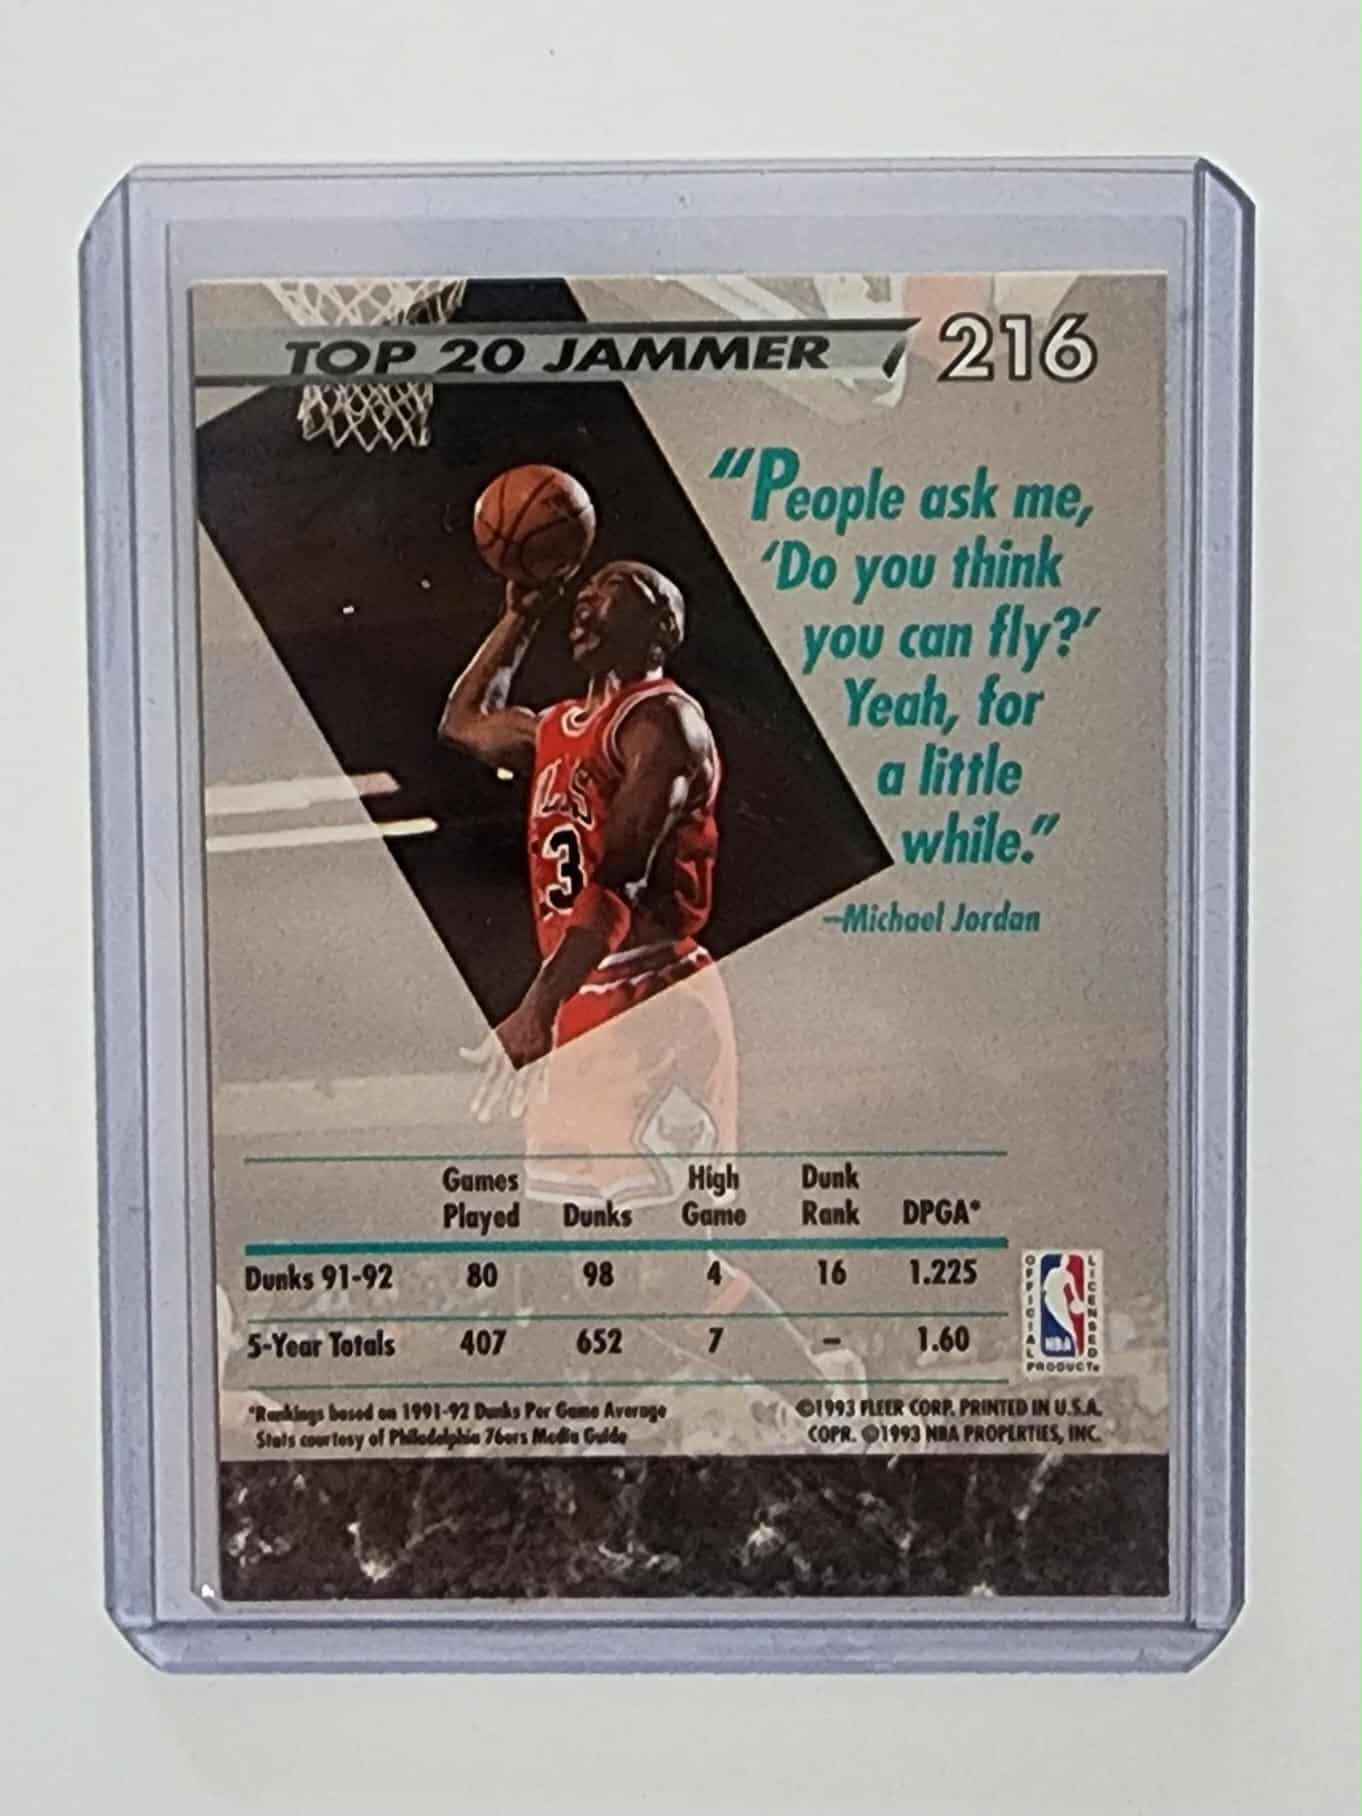 TOP 20 JAMMER 216
“People ask me,
‘Do you think
you can fly?’
Yeah, for
a little
while.”
—Michael Jordan
LLS
3
Games Played Dunks High Game Dunk Rank DPGA*
Dunks 91-92 80 98 4 16 1.225
5-Year Totals 407 652 7 – 1.60
*Rankings based on 1991-92 Dunks Per Game Average
Stats courtesy of Philadelphia 76ers Media Guide
OFFICIAL LICENSED
NBA
PRODUCT®
©1993 FLEER CORP. PRINTED IN U.S.A.
COPR. ©1993 NBA PROPERTIES, INC.